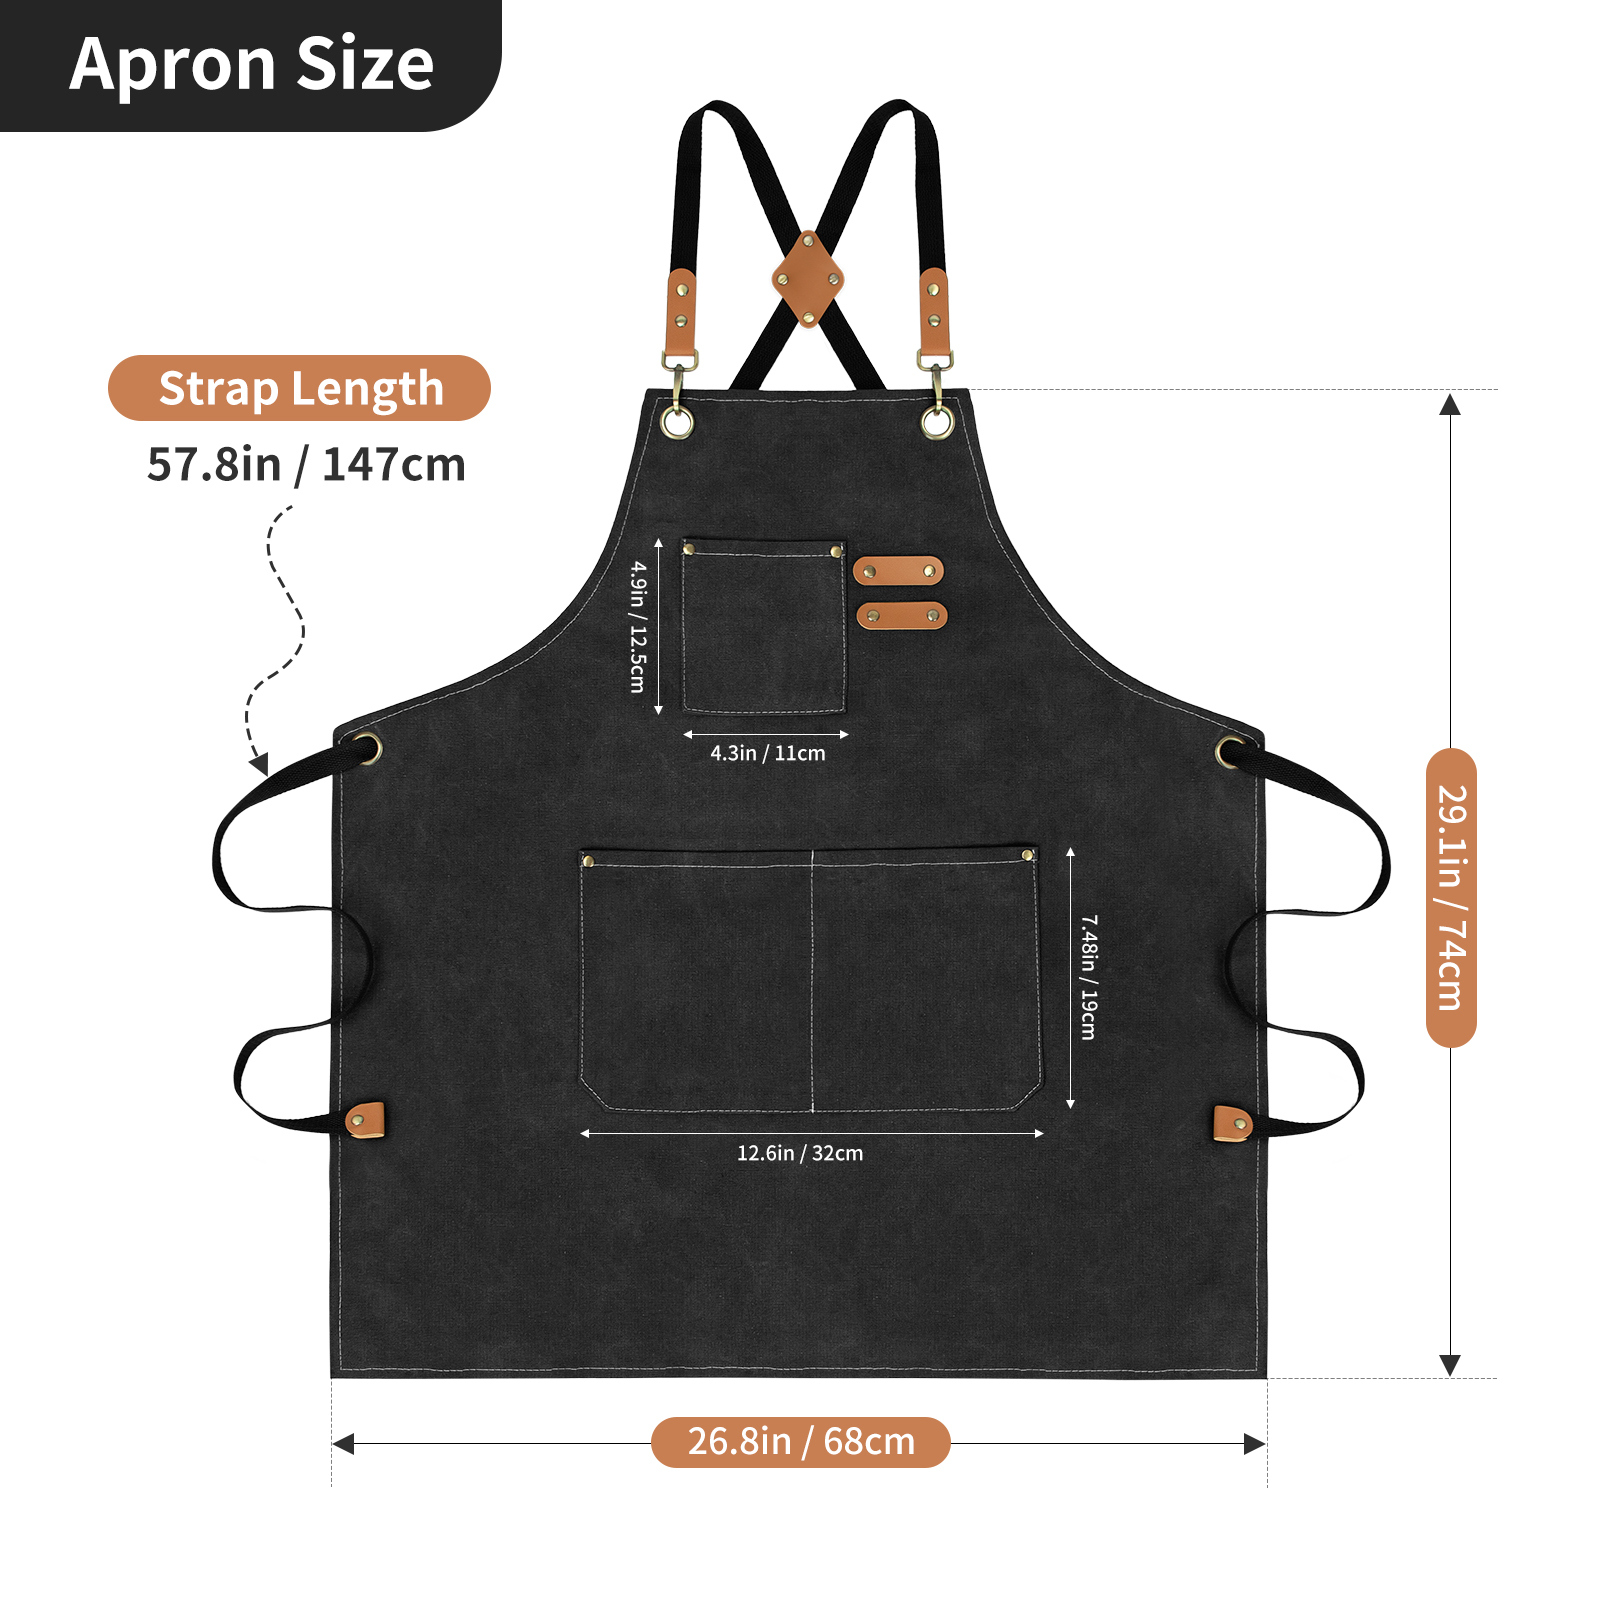 Apron Size
Strap Length
57.8in / 147cm
4.9in / 12.5cm
4.3in / 11cm
7.48in / 19cm
12.6in / 32cm
29.1in / 74cm
26.8in / 68cm